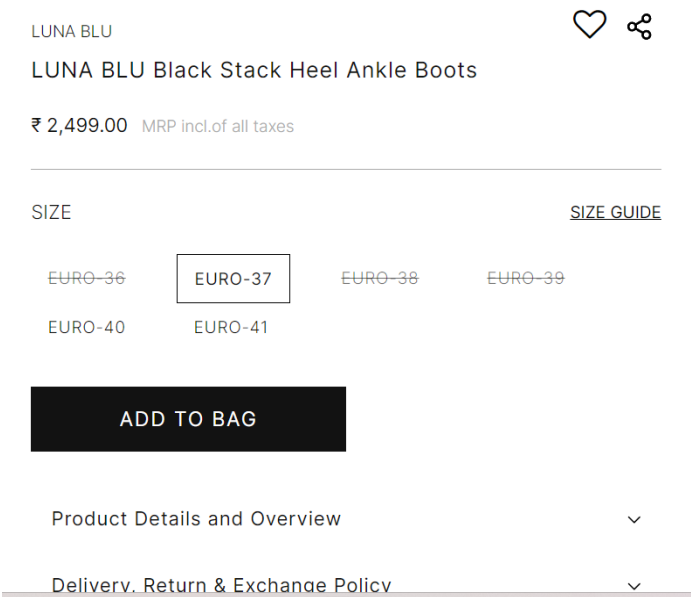 LUNA BLU
LUNA BLU Black Stack Heel Ankle Boots
₹ 2,499.00 MRP incl.of all taxes
SIZE SIZE GUIDE
EURO-36 EURO-37 EURO-38 EURO-39
EURO-40 EURO-41
ADD TO BAG
Product Details and Overview
Delivery, Return & Exchange Policy